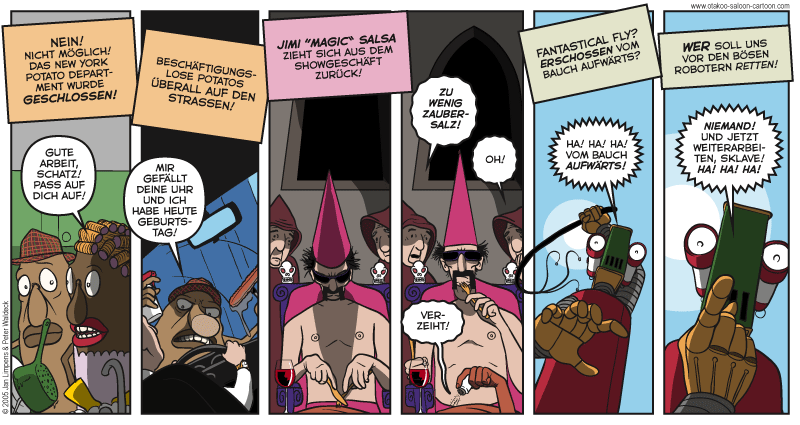 www.otakoo-saloon-cartoon.com
NEIN!
NICHT MÖGLICH!
DAS NEW YORK
POTATO DEPART-
MENT WURDE
GESCHLOSSEN!
GUTE
ARBEIT,
SCHATZ!
PASS AUF
DICH AUF!
BESCHÄFTIGUNGS-
LOSE POTATOS
ÜBERALL AUF DEN
STRASSEN!
MIR
GEFÄLLT
DEINE UHR
UND ICH
HABE HEUTE
GEBURTS-
TAG!
JIMI "MAGIC" SALSA
ZIEHT SICH AUS DEM
SHOWGESCHÄFT
ZURÜCK!
ZU
WENIG
ZAUBER-
SALZ!
OH!
VER-
ZEIHT!
FANTASTICAL FLY?
ERSCHOSSEN VOM
BAUCH AUFWÄRTS?
HA! HA! HA!
VOM BAUCH
AUFWÄRTS!
WER SOLL UNS
VOR DEN BÖSEN
ROBOTERN RETTEN!
NIEMAND!
UND JETZT
WEITERARBEI-
TEN, SKLAVE!
HA! HA! HA!
© 2005 Jan Limpens & Peter Waldeck